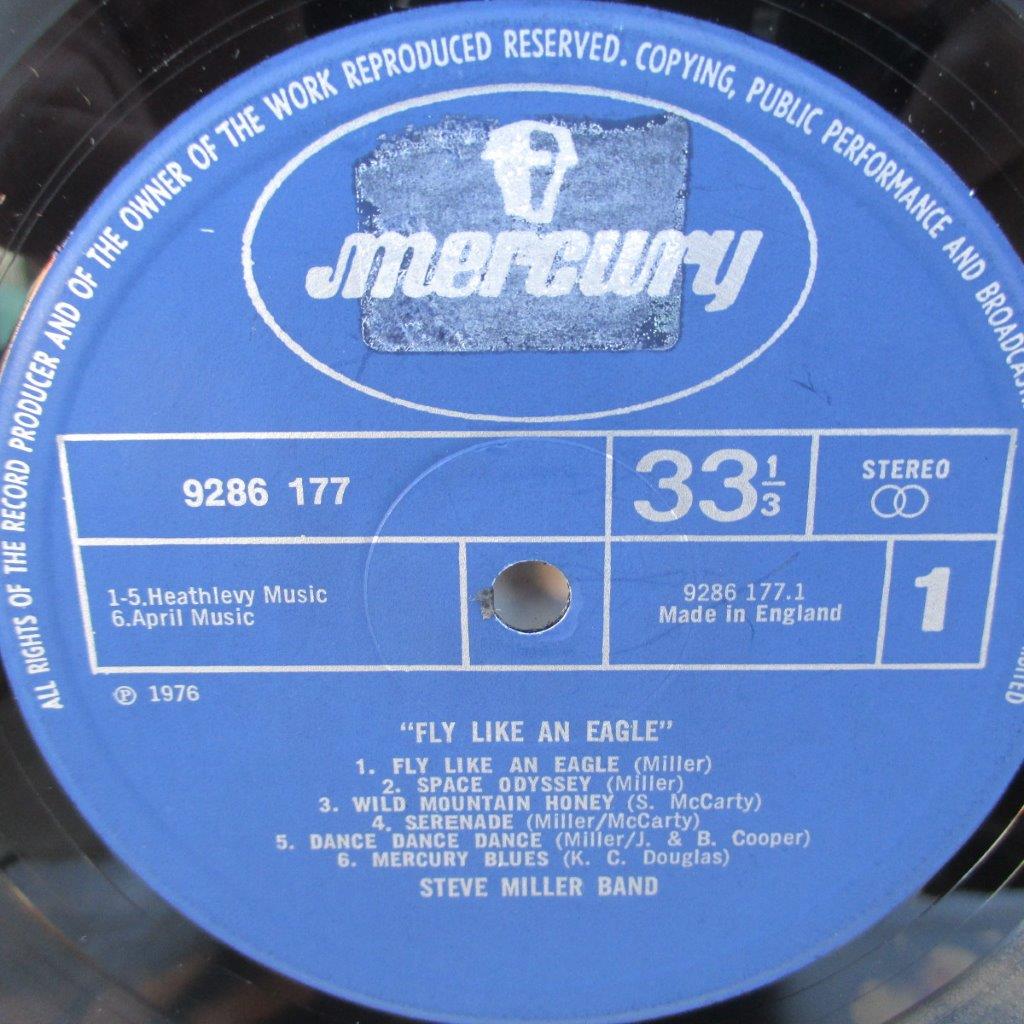 ALL RIGHTS OF THE RECORD PRODUCER AND OF THE OWNER OF THE WORK REPRODUCED RESERVED. COPYING, PUBLIC PERFORMANCE AND BROADCASTIN
mercury
9286 177
33 1/3
STEREO
1-5.Heathlevy Music
6.April Music
9286 177.1
Made in England
1
℗ 1976
"FLY LIKE AN EAGLE"
1. FLY LIKE AN EAGLE (Miller)
2. SPACE ODYSSEY (Miller)
3. WILD MOUNTAIN HONEY (S. McCarty)
4. SERENADE (Miller/McCarty)
5. DANCE DANCE DANCE (Miller/J. & B. Cooper)
6. MERCURY BLUES (K. C. Douglas)
STEVE MILLER BAND